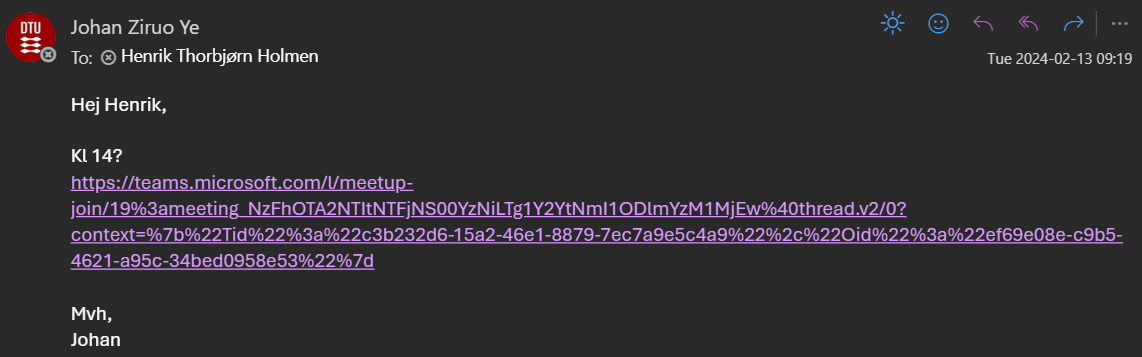 DTU
Johan Ziruo Ye
To: Henrik Thorbjørn Holmen
Tue 2024-02-13 09:19
Hej Henrik,
Kl 14?
https://teams.microsoft.com/l/meetup-
join/19%3ameeting_NzFhOTA2NTItNTFjNS00YzNiLTg1Y2YtNmI1ODlmYzM1MjEw%40thread.v2/0?
context=%7b%22Tid%22%3a%22c3b232d6-15a2-46e1-8879-7ec7a9e5c4a9%22%2c%22Oid%22%3a%22ef69e08e-c9b5-
4621-a95c-34bed0958e53%22%7d
Mvh,
Johan